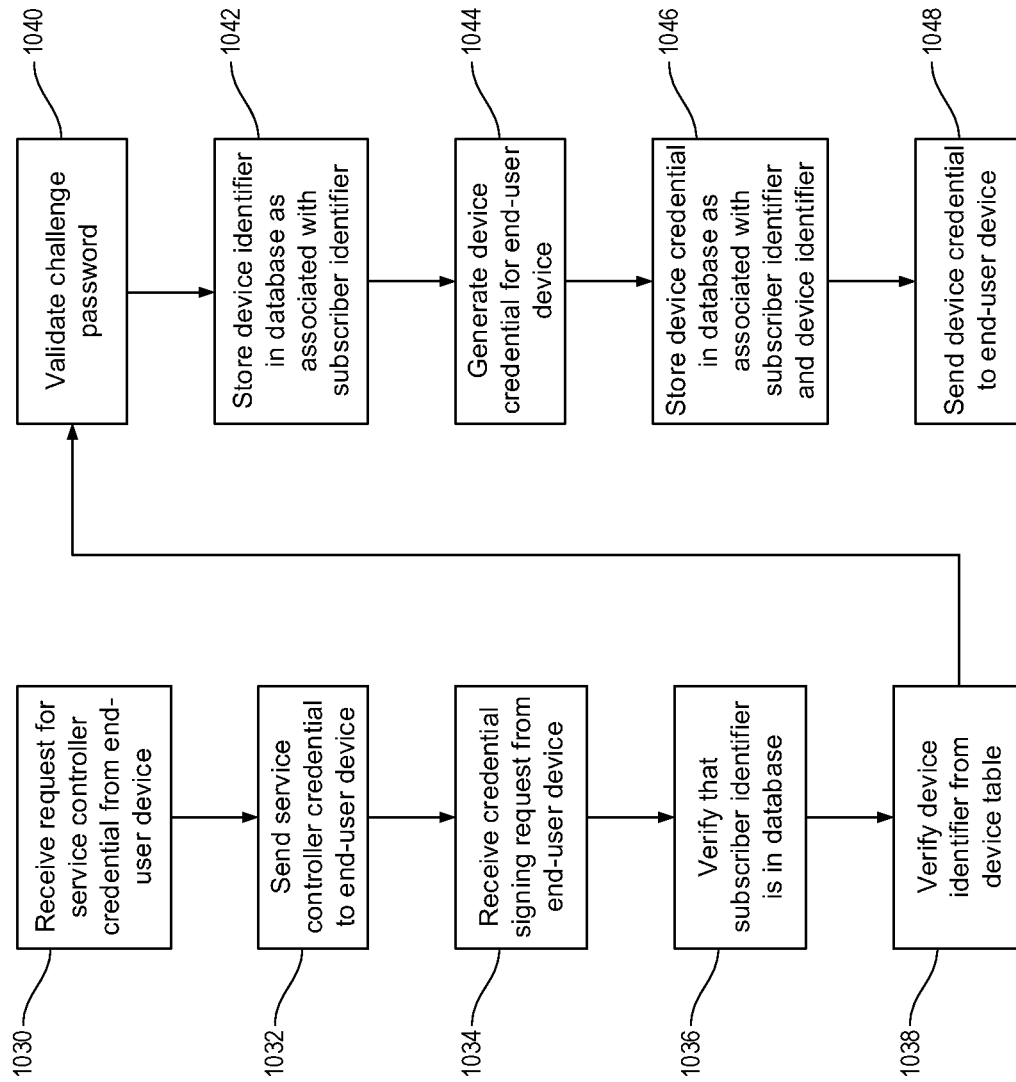 1030
Receive request for
service controller
credential from end-
user device
1032
Send service
controller credential
to end-user device
1034
Receive credential
signing request from
end-user device
1036
Verify that
subscriber identifier
is in database
1038
Verify device
identifier from
device table
1040
Validate challenge
password
1042
Store device identifier
in database as
associated with
subscriber identifier
1044
Generate device
credential for end-user
device
1046
Store device credential
in database as
associated with
subscriber identifier
and device identifier
1048
Send device credential
to end-user device